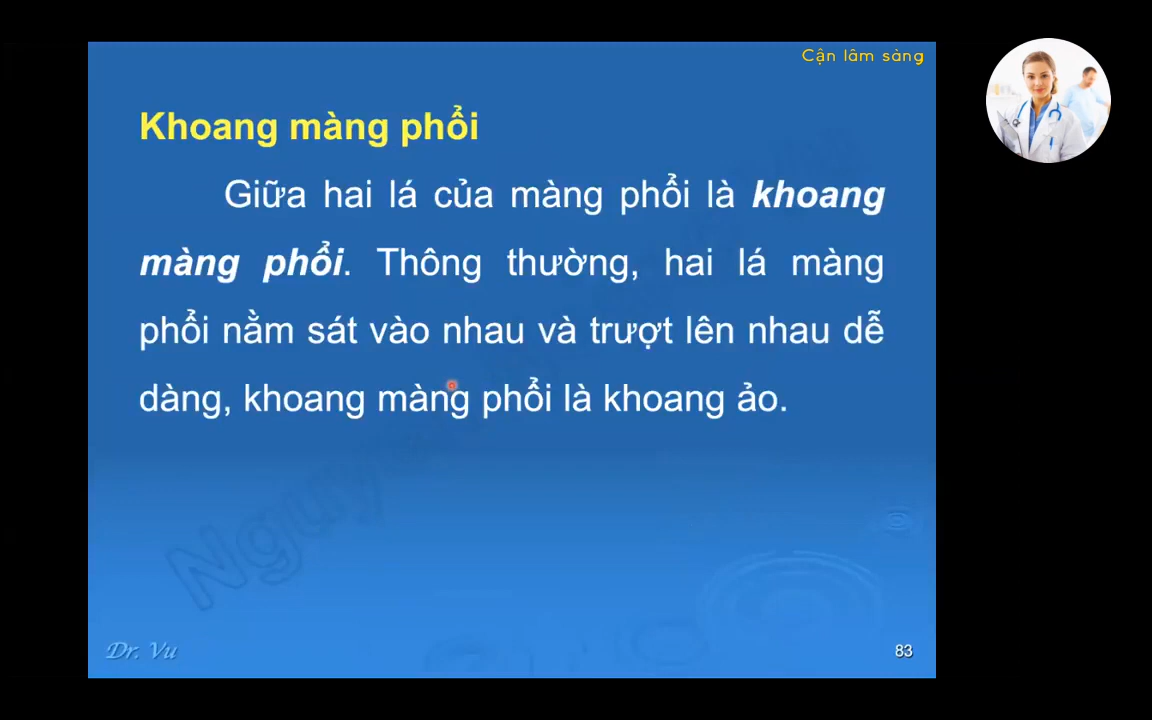 Cận lâm sàng
Khoang màng phổi
Giữa hai lá của màng phổi là khoang
màng phổi. Thông thường, hai lá màng
phổi nằm sát vào nhau và trượt lên nhau dễ
dàng, khoang màng phổi là khoang ảo.
Dr. Vu
83